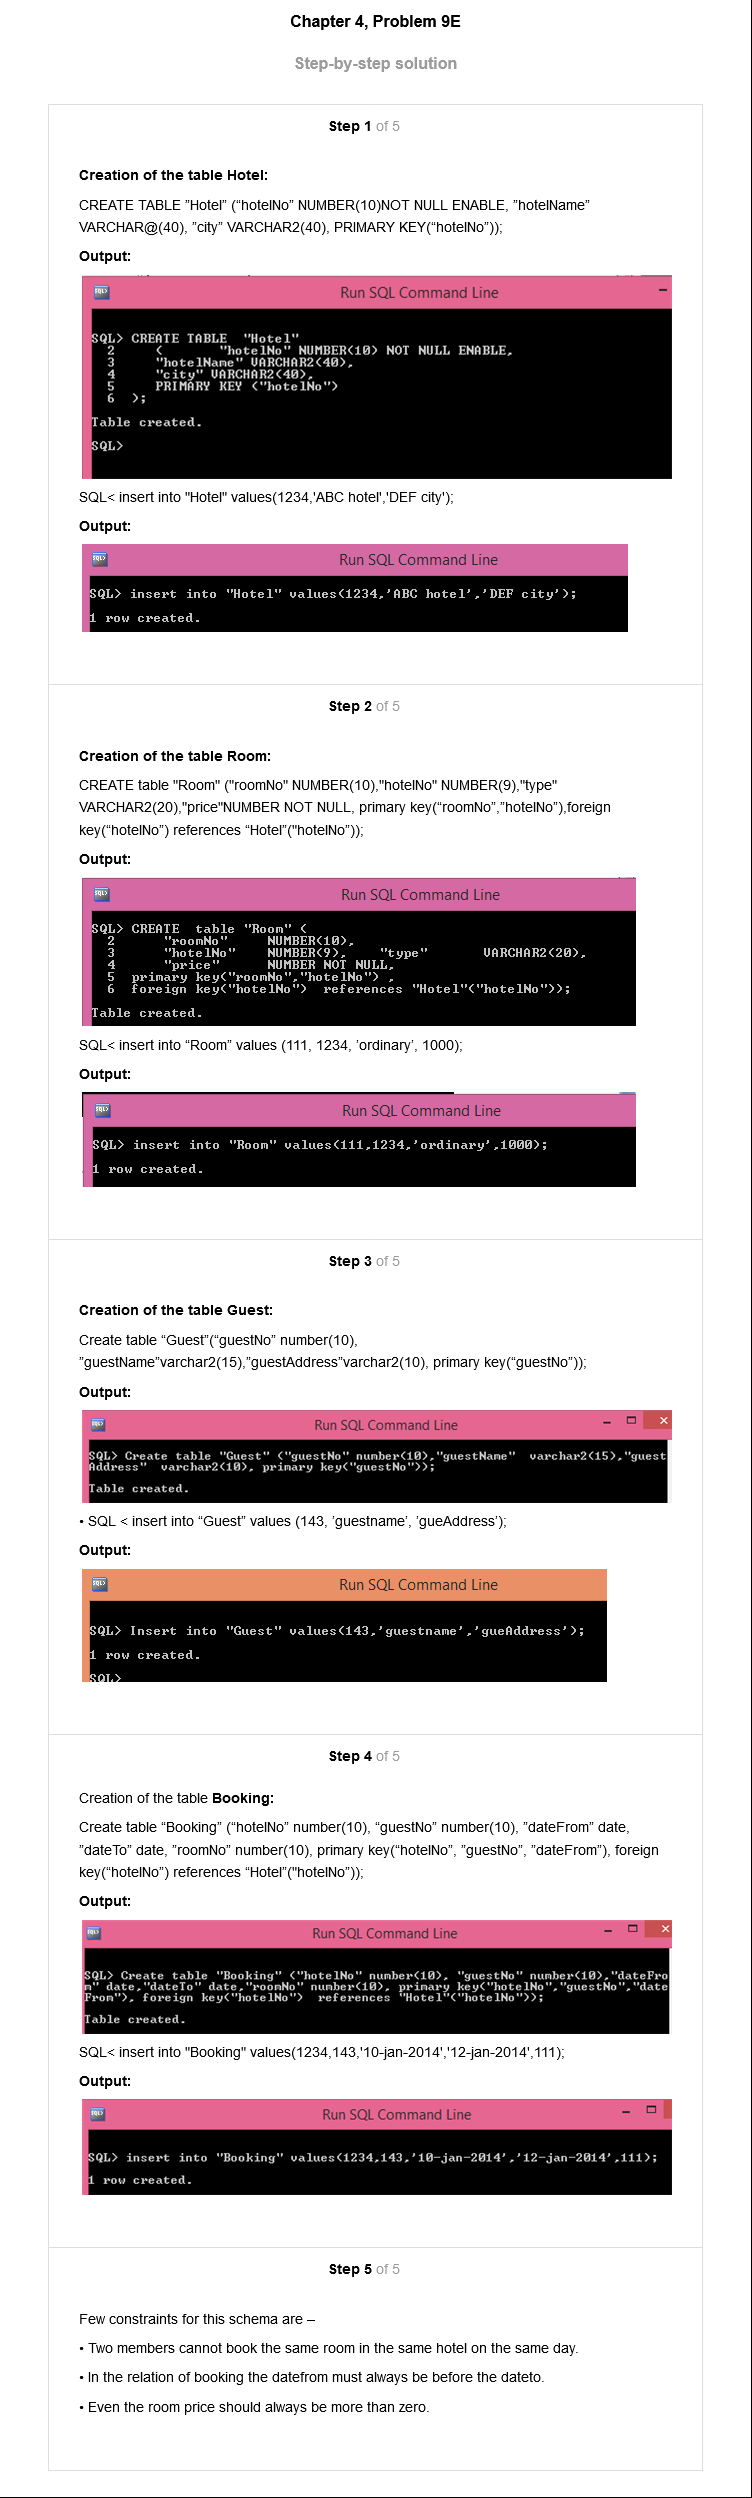 Chapter 4, Problem 9E
Step-by-step solution
Step 1 of 5
Creation of the table Hotel:
CREATE TABLE ”Hotel” (“hotelNo” NUMBER(10)NOT NULL ENABLE, ”hotelName”
VARCHAR@(40), ”city” VARCHAR2(40), PRIMARY KEY(“hotelNo”));
Output:
Run SQL Command Line
SQL> CREATE TABLE "Hotel"
2 ( "hotelNo" NUMBER(10) NOT NULL ENABLE,
3 "hotelName" VARCHAR2(40),
4 "city" VARCHAR2(40),
5 PRIMARY KEY ("hotelNo")
6 );
Table created.
SQL>
SQL< insert into "Hotel" values(1234,'ABC hotel','DEF city');
Output:
Run SQL Command Line
SQL> insert into "Hotel" values(1234,'ABC hotel','DEF city');
1 row created.
Step 2 of 5
Creation of the table Room:
CREATE table "Room" ("roomNo" NUMBER(10),"hotelNo" NUMBER(9),"type"
VARCHAR2(20),"price"NUMBER NOT NULL, primary key(“roomNo”,”hotelNo”),foreign
key(“hotelNo”) references “Hotel”("hotelNo”));
Output:
Run SQL Command Line
SQL> CREATE table "Room" (
2 "roomNo" NUMBER(10),
3 "hotelNo" NUMBER(9), "type" VARCHAR2(20),
4 "price" NUMBER NOT NULL,
5 primary key("roomNo","hotelNo") ,
6 foreign key("hotelNo") references "Hotel"("hotelNo"));
Table created.
SQL< insert into “Room” values (111, 1234, ’ordinary’, 1000);
Output:
Run SQL Command Line
SQL> insert into "Room" values(111,1234,'ordinary',1000);
1 row created.
Step 3 of 5
Creation of the table Guest:
Create table “Guest”(“guestNo” number(10),
”guestName”varchar2(15),”guestAddress”varchar2(10), primary key(“guestNo”));
Output:
Run SQL Command Line
SQL> Create table "Guest" ("guestNo" number(10),"guestName" varchar2(15),"guest
Address" varchar2(10), primary key("guestNo"));
Table created.
• SQL < insert into “Guest” values (143, ’guestname’, ’gueAddress’);
Output:
Run SQL Command Line
SQL> Insert into "Guest" values(143,'guestname','gueAddress');
1 row created.
SQL>
Step 4 of 5
Creation of the table Booking:
Create table “Booking” (“hotelNo” number(10), “guestNo” number(10), ”dateFrom” date,
”dateTo” date, ”roomNo” number(10), primary key(“hotelNo”, ”guestNo”, ”dateFrom”), foreign
key(“hotelNo”) references “Hotel”("hotelNo”));
Output:
Run SQL Command Line
SQL> Create table "Booking" ("hotelNo" number(10), "guestNo" number(10),"dateFro
m" date,"dateTo" date,"roomNo" number(10), primary key("hotelNo","guestNo","date
From"), foreign key("hotelNo") references "Hotel"("hotelNo"));
Table created.
SQL< insert into "Booking" values(1234,143,'10-jan-2014','12-jan-2014',111);
Output:
Run SQL Command Line
SQL> insert into "Booking" values(1234,143,'10-jan-2014','12-jan-2014',111);
1 row created.
Step 5 of 5
Few constraints for this schema are –
• Two members cannot book the same room in the same hotel on the same day.
• In the relation of booking the datefrom must always be before the dateto.
• Even the room price should always be more than zero.